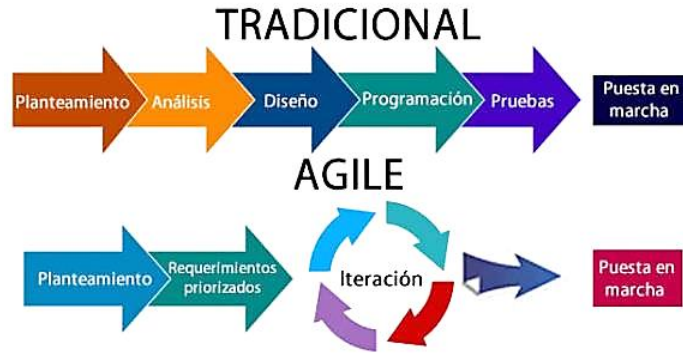 TRADICIONAL
Planteamiento
Análisis
Diseño
Programación
Pruebas
Puesta en
marcha
AGILE
Planteamiento
Requerimientos
priorizados
Iteración
Puesta en
marcha